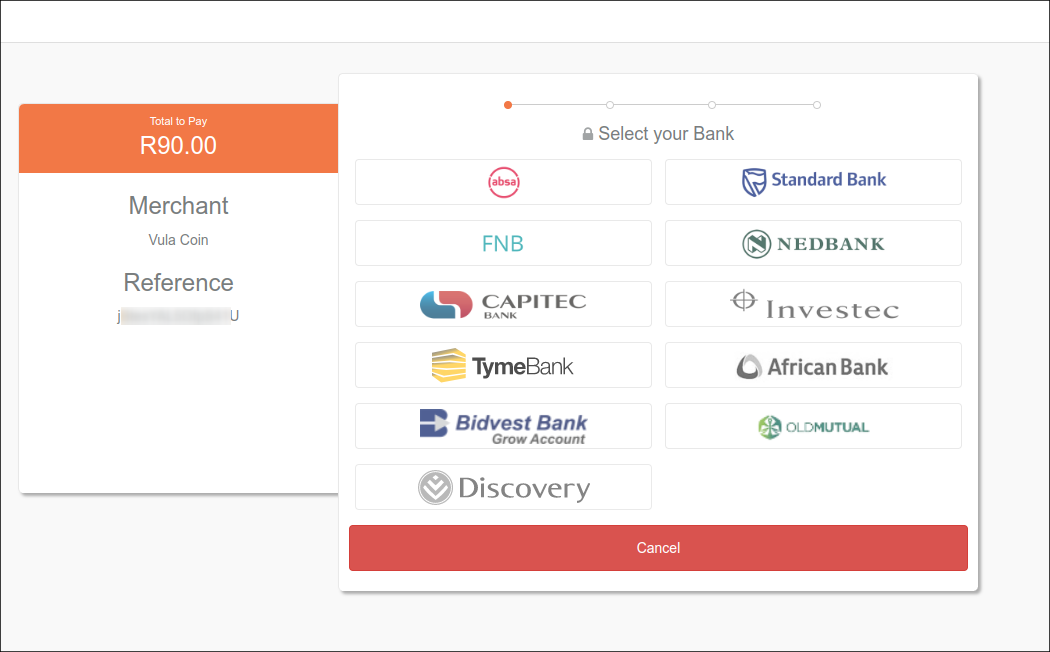 Total to Pay
R90.00
Merchant
Vula Coin
Reference
Select your Bank
absa
Standard Bank
FNB
NEDBANK
CAPITEC
BANK
Investec
TymeBank
African Bank
Bidvest Bank
Grow Account
OLDMUTUAL
Discovery
Cancel